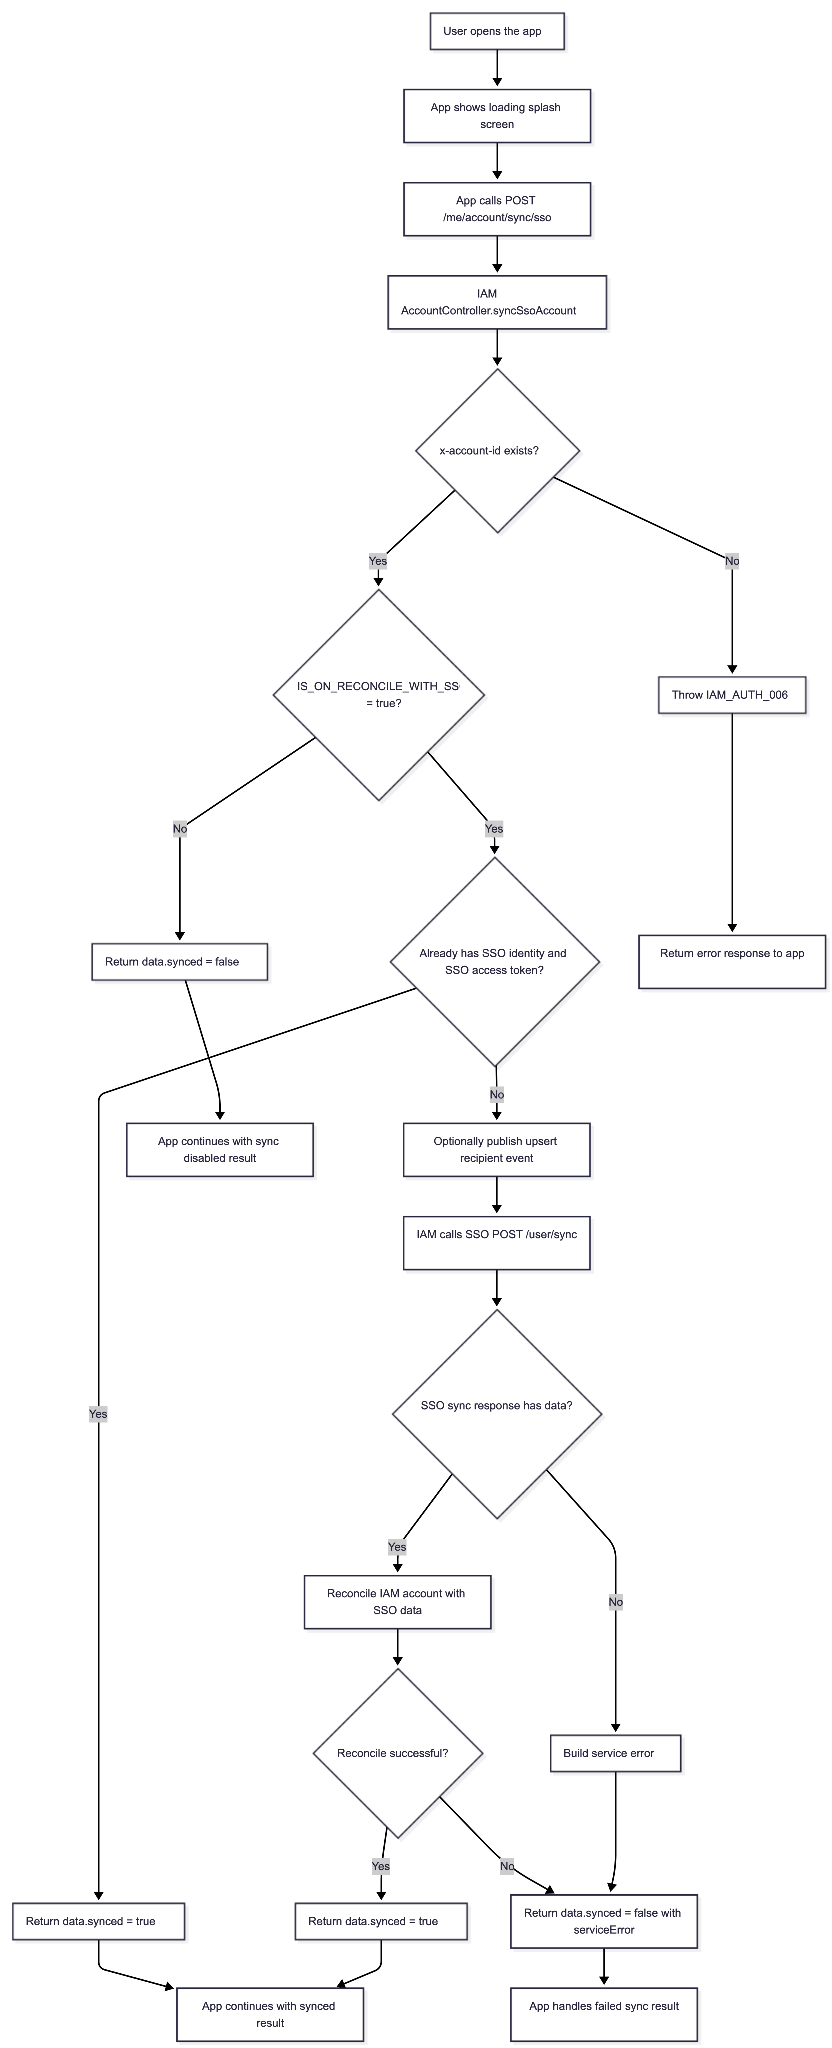 User opens the app
App shows loading splash
screen
App calls POST
/me/account/sync/sso
IAM
AccountController.syncSsoAccount
x-account-id exists?
Yes
No
IS_ON_RECONCILE_WITH_SS
= true?
Throw IAM_AUTH_006
No
Yes
Return data.synced = false
Already has SSO identity and
SSO access token?
Return error response to app
No
App continues with sync
disabled result
Optionally publish upsert
recipient event
IAM calls SSO POST /user/sync
Yes
SSO sync response has data?
Yes
No
Reconcile IAM account with
SSO data
Reconcile successful?
Build service error
Yes
No
Return data.synced = true
Return data.synced = true
Return data.synced = false with
serviceError
App continues with synced
result
App handles failed sync result